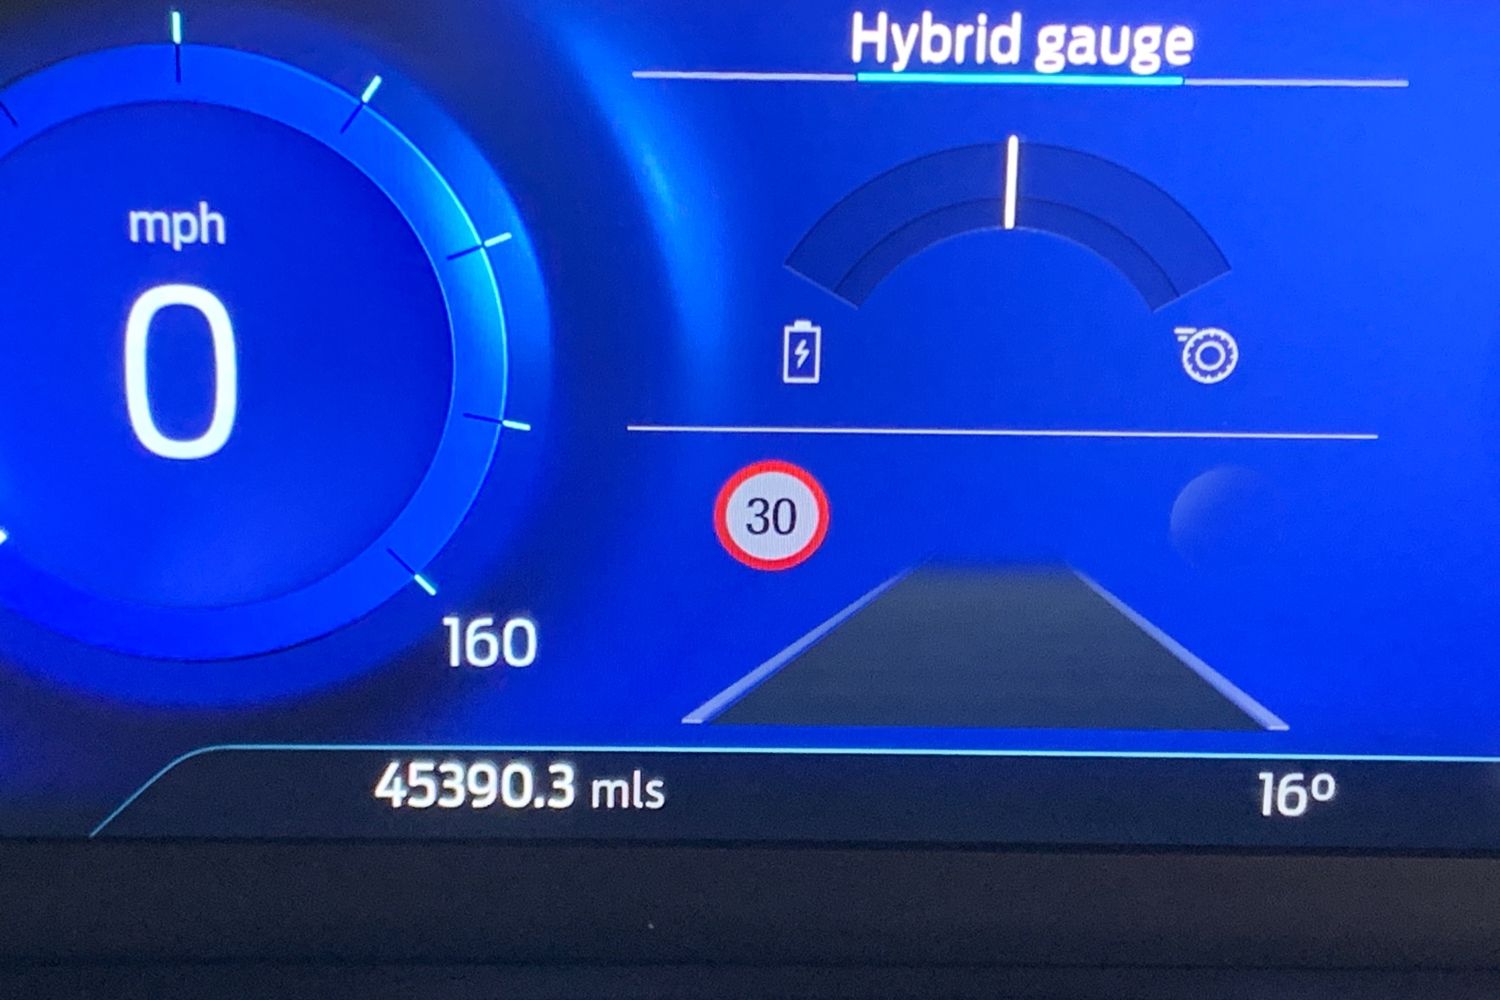 Hybrid gauge
mph
0
30
160
45390.3 mls
16º